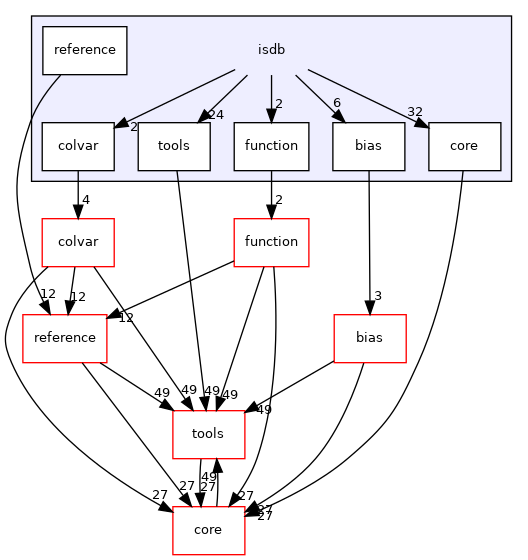 reference
isdb
2
24
2
6
32
colvar
tools
function
bias
core
4
2
colvar
function
12
12
3
reference
12
bias
49
49
49
49
49
tools
49
27
27
27
27
27
27
core